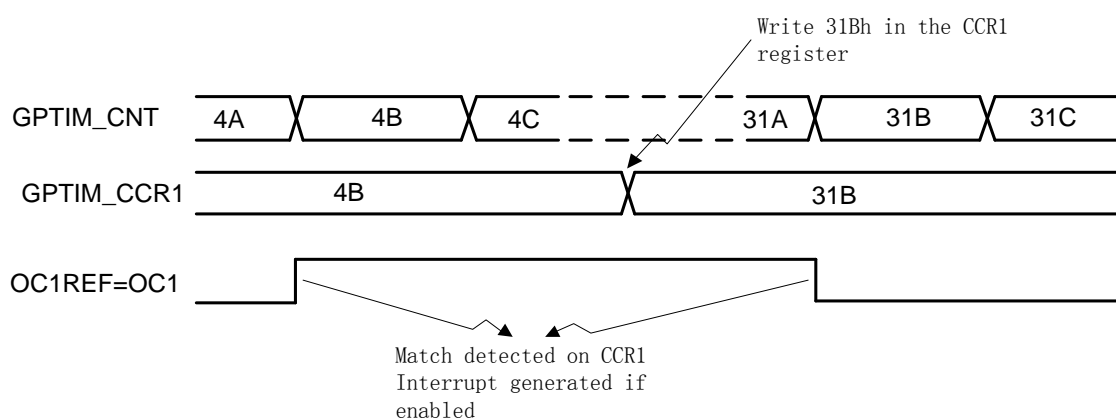 Write 31Bh in the CCR1
register
GPTIM_CNT 4A 4B 4C 31A 31B 31C
GPTIM_CCR1 4B 31B
OC1REF=OC1
Match detected on CCR1
Interrupt generated if
enabled